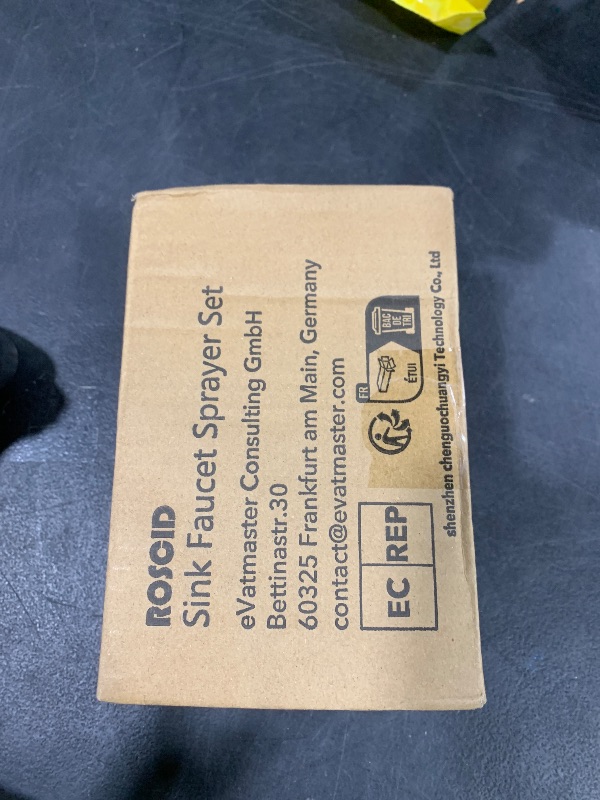 ROSCID
Sink Faucet Sprayer Set
eVatmaster Consulting GmbH
Bettinastr.30
60325 Frankfurt am Main, Germany
contact@evatmaster.com
EC REP
FR
ÉTUI
BAC
DE
TRI
shenzhen chenguochuangyi Technology Co., Ltd